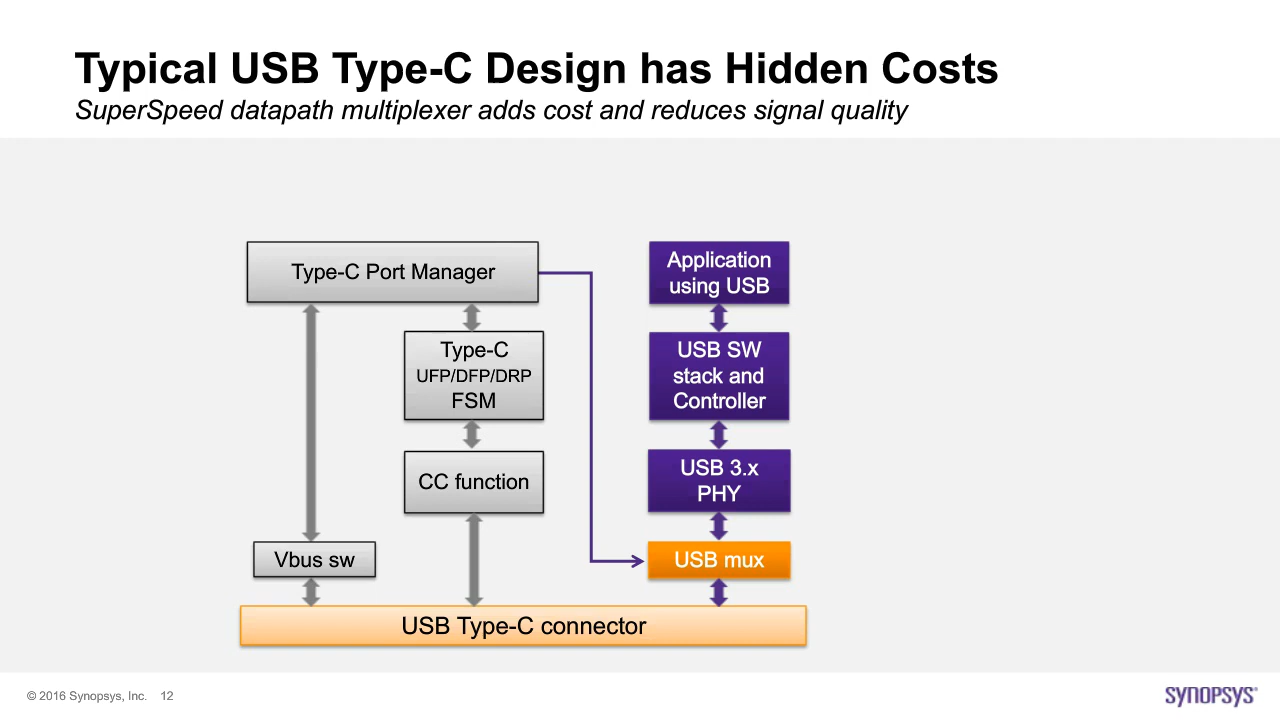 Typical USB Type-C Design has Hidden Costs
SuperSpeed datapath multiplexer adds cost and reduces signal quality
Type-C Port Manager
Application
using USB
Type-C
UFP/DFP/DRP
FSM
USB SW
stack and
Controller
CC function
USB 3.x
PHY
Vbus sw
USB mux
USB Type-C connector
© 2016 Synopsys, Inc. 12
SYNOPSYS®